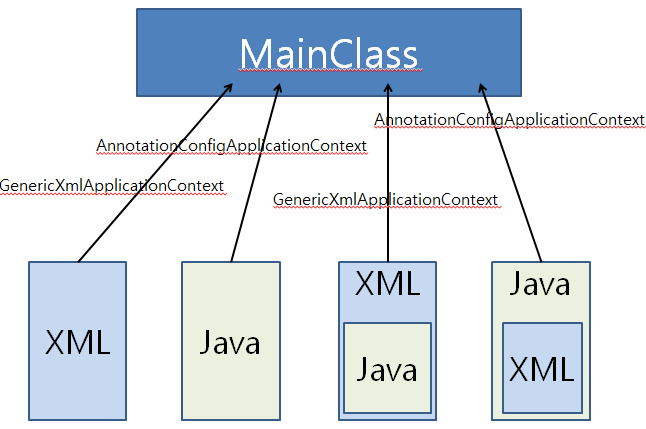 MainClass
AnnotationConfigApplicationContext
AnnotationConfigApplicationContext
GenericXmlApplicationContext
GenericXmlApplicationContext
XML
Java
XML
Java
Java
XML